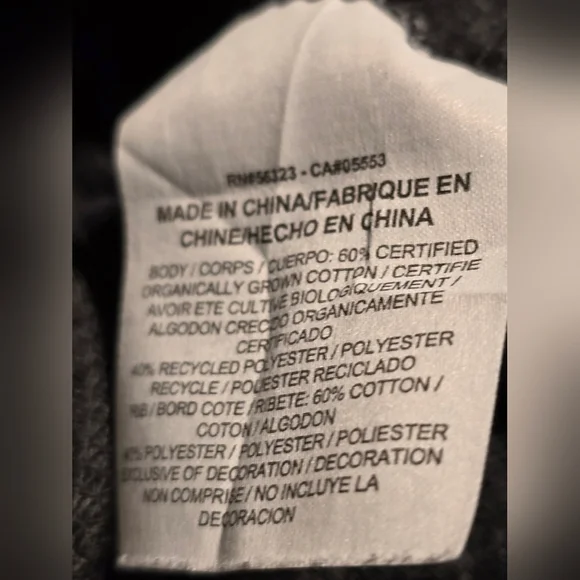 RN#56323 - CA#05553
MADE IN CHINA/FABRIQUE EN
CHINE/HECHO EN CHINA
BODY / CORPS / CUERPO: 60% CERTIFIED
ORGANICALLY GROWN COTTON / CERTIFIE
AVOIR ETE CULTIVE BIOLOGIQUEMENT /
ALGODON CRECDO ORGANICAMENTE
CERTIFICADO
40% RECYCLED POLYESTER / POLYESTER
RECYCLE / POLIESTER RECICLADO
RIB / BORD COTE /RIBETE: 60% COTTON /
COTON/ALGODON
40% POLYESTER / POLYESTER / POLIESTER
EXCLUSIVE OF DECORATION / DECORATION
NON COMPRISE/ NO INCLUYE LA
DECORACION